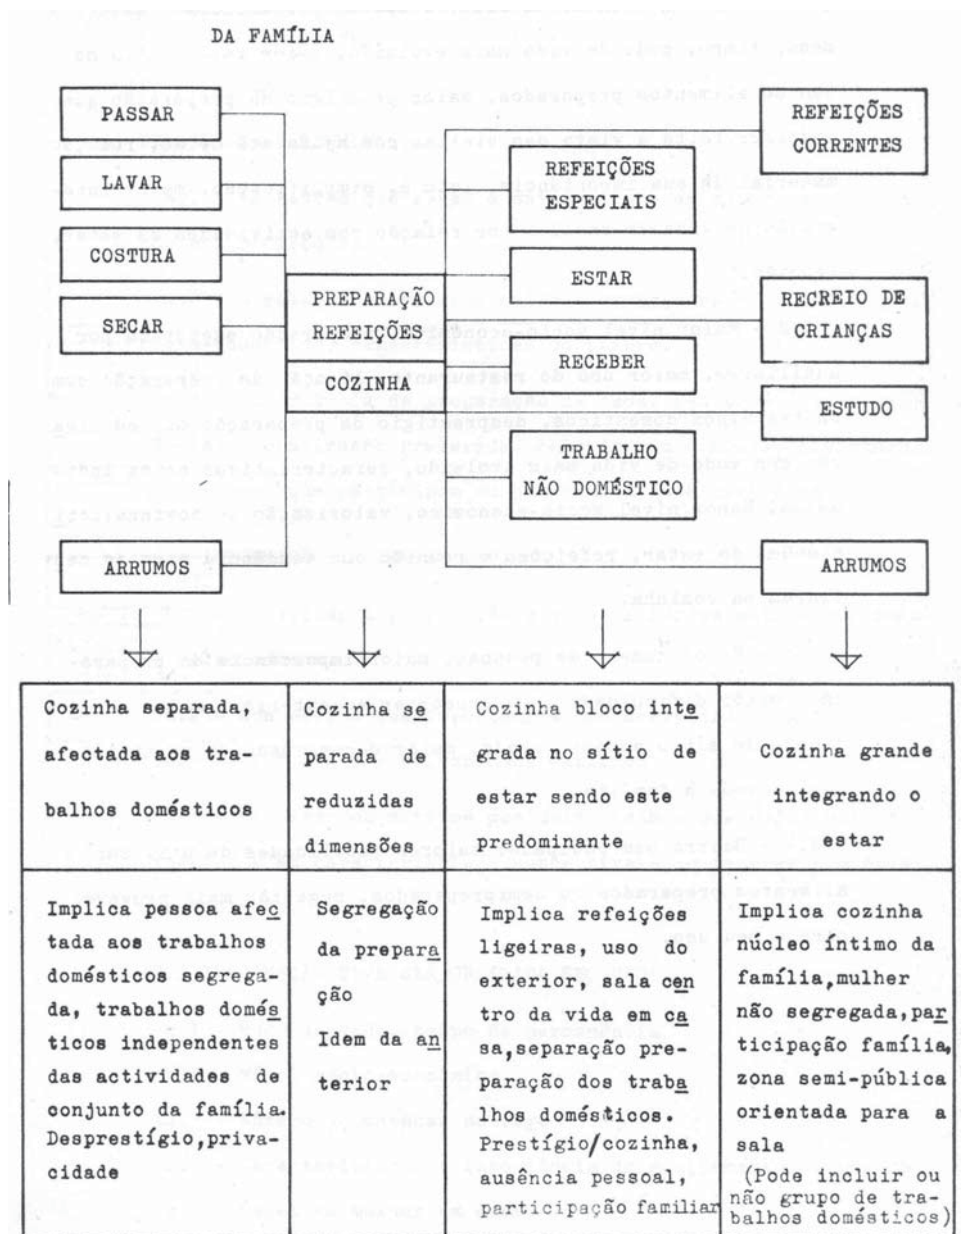 DA FAMÍLIA
PASSAR
LAVAR
COSTURA
SECAR
ARRUMOS
PREPARAÇÃO
REFEIÇÕES
COZINHA
REFEIÇÕES
ESPECIAIS
ESTAR
RECEBER
TRABALHO
NÃO DOMÉSTICO
REFEIÇÕES
CORRENTES
RECREIO DE
CRIANÇAS
ESTUDO
ARRUMOS
Cozinha separada,
afectada aos tra-
balhos domésticos
Cozinha se
parada de
reduzidas
dimensões
Cozinha bloco inte
grada no sítio de
estar sendo este
predominante
Cozinha grande
integrando o
estar
Implica pessoa afec
tada aos trabalhos
domésticos segrega-
da, trabalhos domés
ticos independentes
das actividades de
conjunto da família.
Desprestígio,priva-
cidade
Segregação
da prepara
ção
Idem da an
terior
Implica refeições
ligeiras, uso do
exterior, sala cen
tro da vida em ca
sa,separação pre-
paração dos traba
lhos domésticos.
Prestígio/cozinha,
ausência pessoal,
participação familiar
Implica cozinha
núcleo íntimo da
família,mulher
não segregada,par
ticipação família,
zona semi-pública
orientada para a
sala
(Pode incluir ou
não grupo de tra-
balhos domésticos)